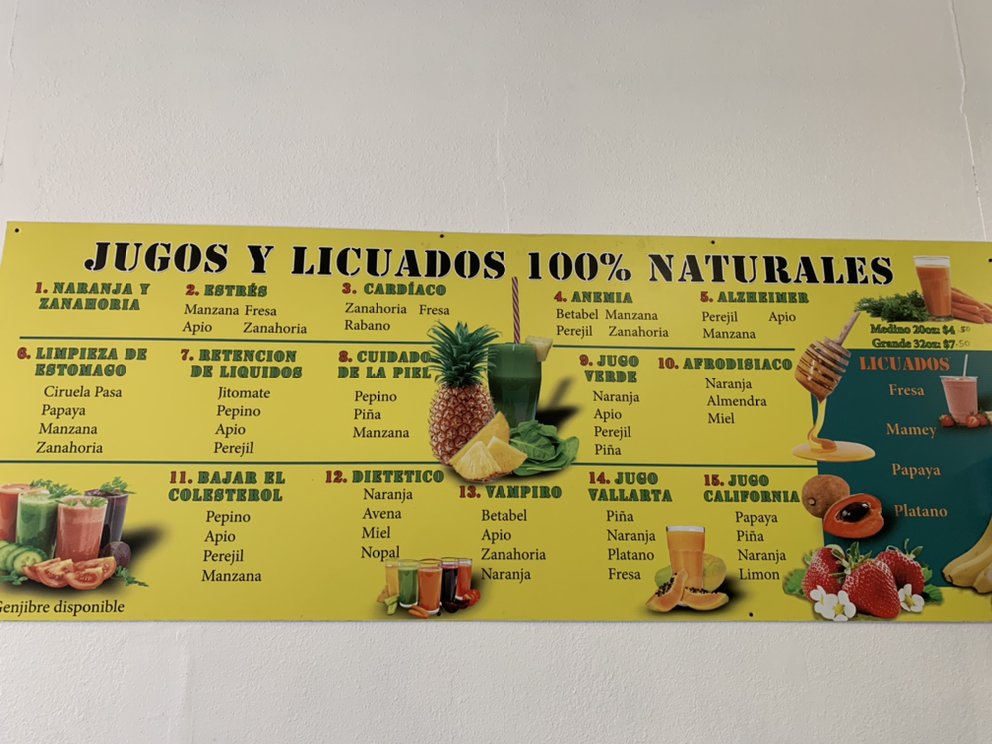 JUGOS Y LICUADOS 100% NATURALES
1. NARANJA Y
ZANAHORIA
2. ESTRÉS
Manzana Fresa
Apio Zanahoria
3. CARDÍACO
Zanahoria Fresa
Rabano
4. ANEMIA
Betabel Manzana
Perejil Zanahoria
5. ALZHEIMER
Perejil Apio
Manzana
Medino 20oz: $4.50
Grande 32oz: $7.50
6. LIMPIEZA DE
ESTOMAGO
Ciruela Pasa
Papaya
Manzana
Zanahoria
7. RETENCION
DE LIQUIDOS
Jitomate
Pepino
Apio
Perejil
8. CUIDADO
DE LA PIEL
Pepino
Piña
Manzana
9. JUGO
VERDE
Naranja
Apio
Perejil
Piña
10. AFRODISIACO
Naranja
Almendra
Miel
LICUADOS
Fresa
Mamey
Papaya
Platano
11. BAJAR EL
COLESTEROL
Pepino
Apio
Perejil
Manzana
12. DIETETICO
Naranja
Avena
Miel
Nopal
13. VAMPIRO
Betabel
Apio
Zanahoria
Naranja
14. JUGO
VALLARTA
Piña
Naranja
Platano
Fresa
15. JUGO
CALIFORNIA
Papaya
Piña
Naranja
Limon
Genjibre disponible